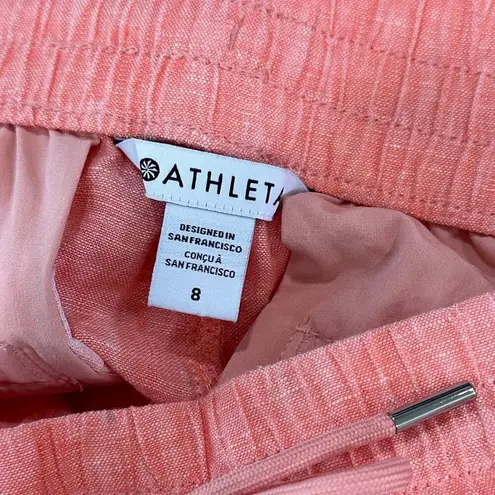 ATHLETA
DESIGNED IN
SAN FRANCISCO
CONÇU À
SAN FRANCISCO
8